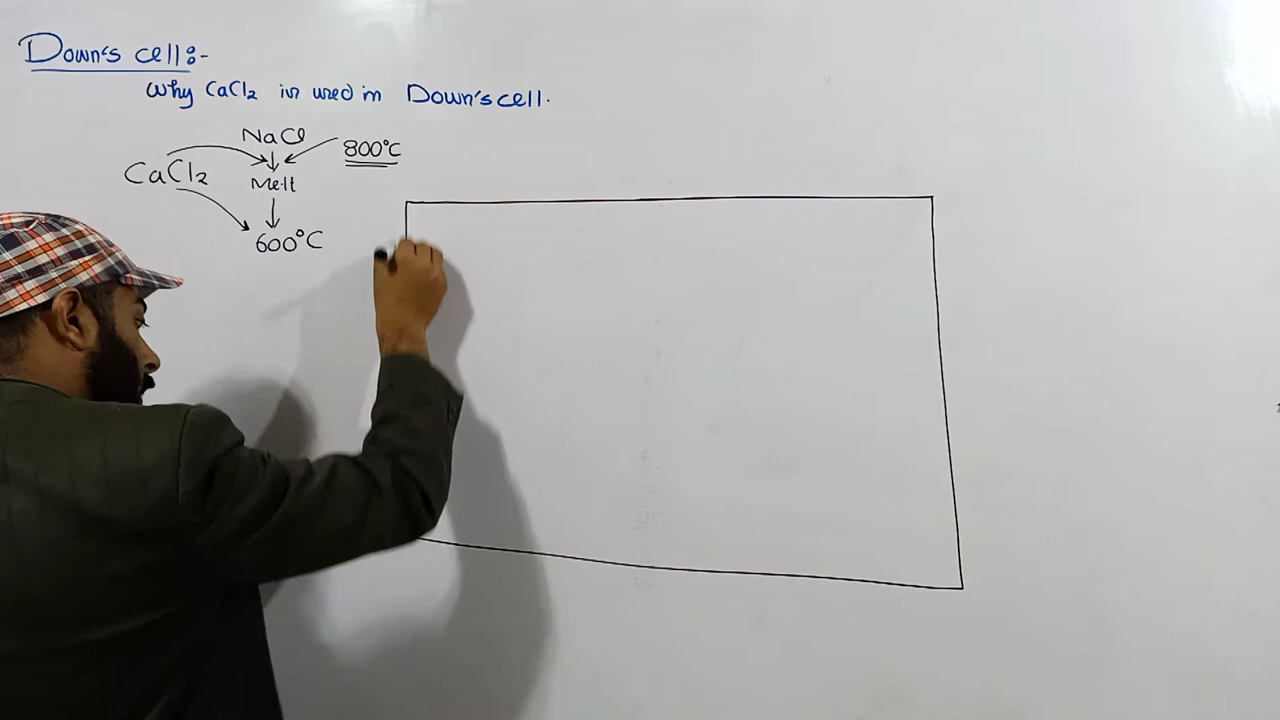 Down's cell:-
Why CaCl2 is used in Down's cell.
NaCl
800°C
CaCl2
Melt
600°C